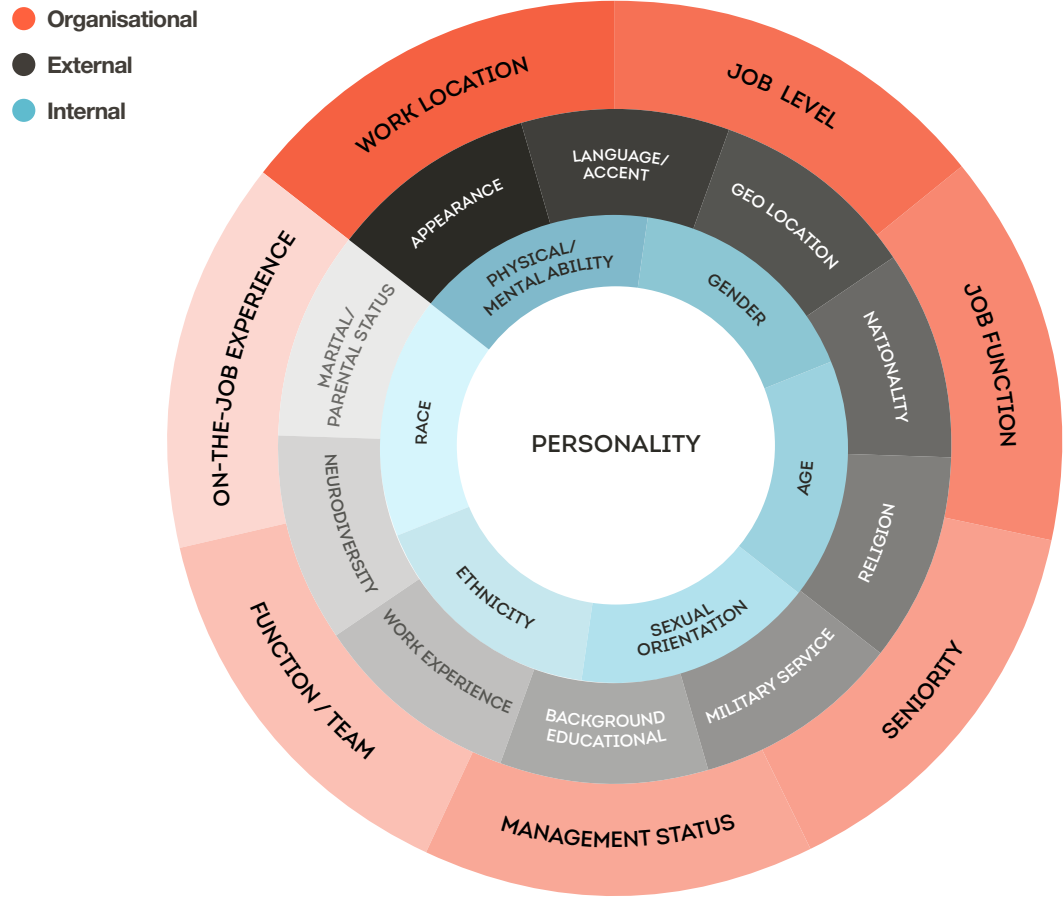 Organisational
External
Internal
WORK LOCATION
JOB LEVEL
JOB FUNCTION
SENIORITY
MANAGEMENT STATUS
FUNCTION / TEAM
ON-THE-JOB EXPERIENCE
APPEARANCE
LANGUAGE/
ACCENT
GEO LOCATION
NATIONALITY
RELIGION
MILITARY SERVICE
BACKGROUND
EDUCATIONAL
WORK EXPERIENCE
NEURODIVERSITY
MARITAL/
PARENTAL STATUS
PHYSICAL/
MENTAL ABILITY
GENDER
AGE
SEXUAL
ORIENTATION
ETHNICITY
RACE
PERSONALITY